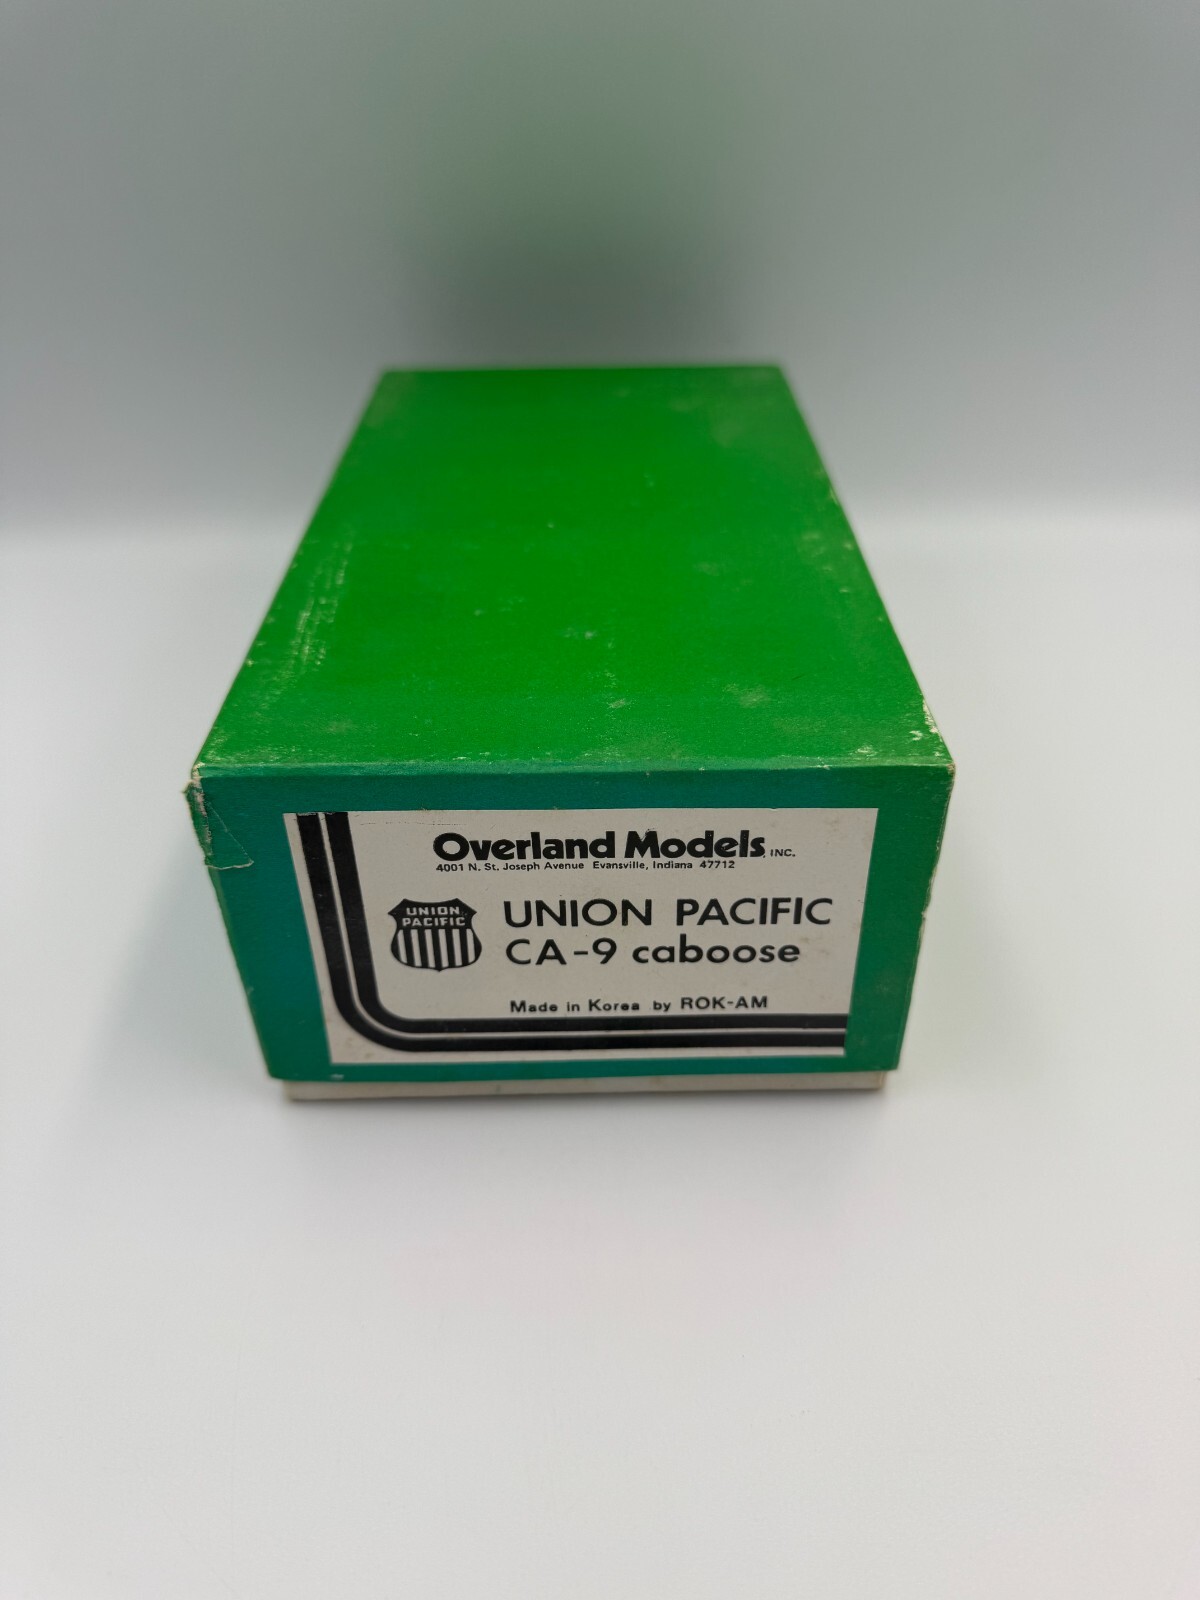 Overland Models, INC.
4001 N. St. Joseph Avenue Evansville, Indiana 47712
UNION
PACIFIC
UNION PACIFIC
CA-9 caboose
Made in Korea by ROK-AM